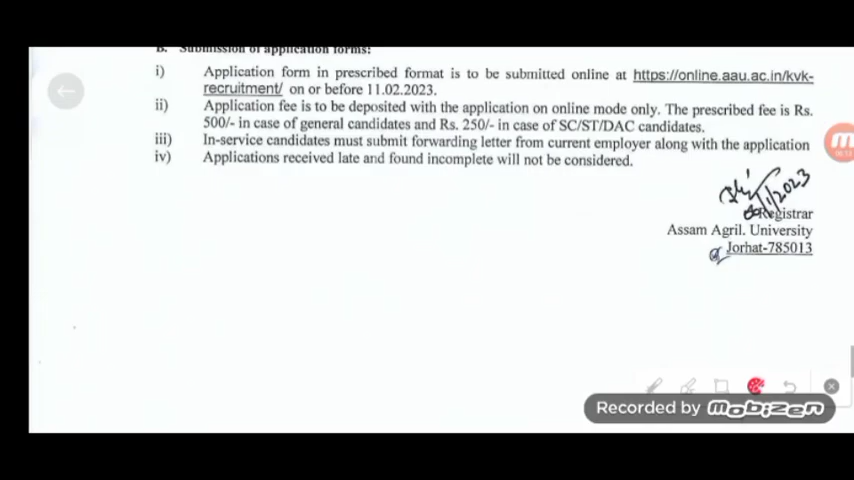 B. Submission of application forms:
i) Application form in prescribed format is to be submitted online at https://online.aau.ac.in/kvk-
recruitment/ on or before 11.02.2023.
ii) Application fee is to be deposited with the application on online mode only. The prescribed fee is Rs.
500/- in case of general candidates and Rs. 250/- in case of SC/ST/DAC candidates.
iii) In-service candidates must submit forwarding letter from current employer along with the application
iv) Applications received late and found incomplete will not be considered.
Registrar
Assam Agril. University
Jorhat-785013
Recorded by mobizen